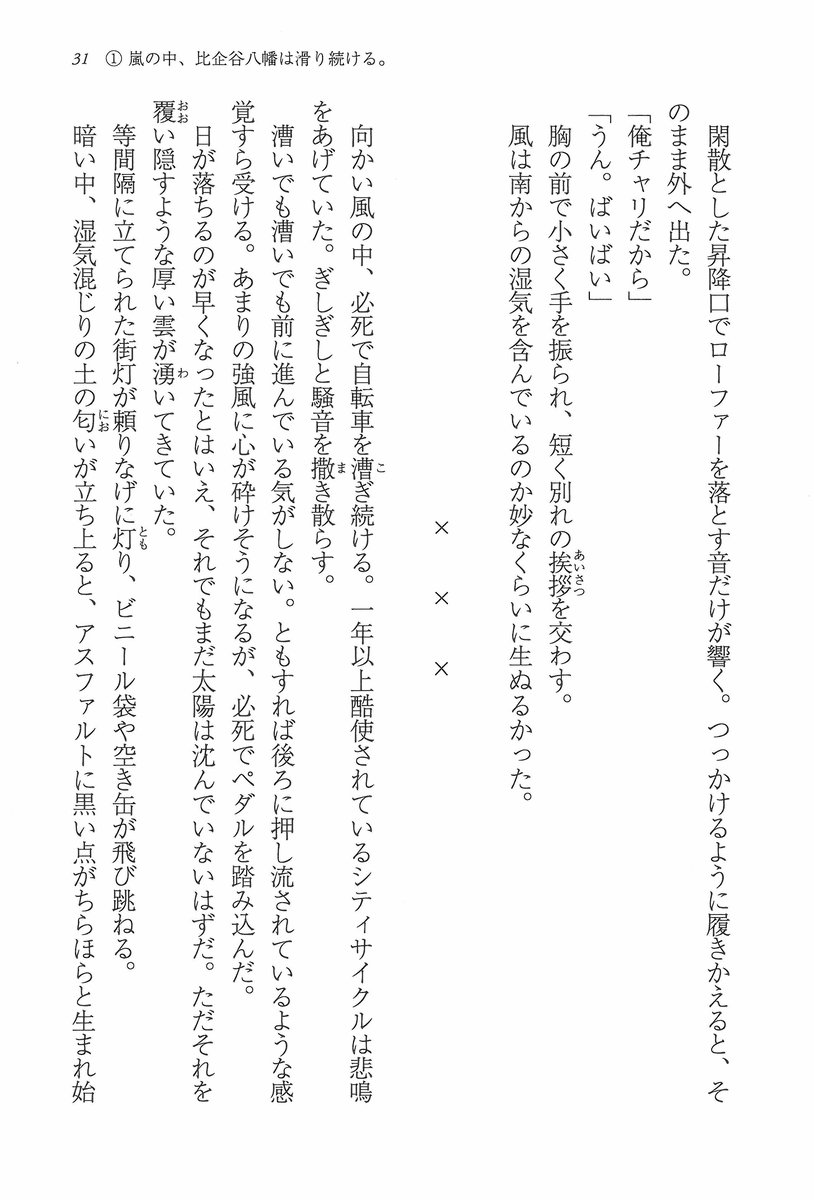 31 ① 嵐の中、比企谷八幡は滑り続ける。
閑散とした昇降口でローファーを落とす音だけが響く。つっかけるように履きかえると、そ
のまま外へ出た。
「俺チャリだから」
「うん。ばいばい」
胸の前で小さく手を振られ、短く別れの挨拶を交わす。
風は南からの湿気を含んでいるのか妙なくらいに生ぬるかった。
× × ×
向かい風の中、必死で自転車を漕ぎ続ける。一年以上酷使されているシティサイクルは悲鳴
をあげていた。ぎしぎしと騒音を撒き散らす。
漕いでも漕いでも前に進んでいる気がしない。ともすれば後ろに押し流されているような感
覚すら受ける。あまりの強風に心が砕けそうになるが、必死でペダルを踏み込んだ。
日が落ちるのが早くなったとはいえ、それでもまだ太陽は沈んでいないはずだ。ただそれを
覆い隠すような厚い雲が湧いてきていた。
等間隔に立てられた街灯が頼りなげに灯り、ビニール袋や空き缶が飛び跳ねる。
暗い中、湿気混じりの土の匂いが立ち上ると、アスファルトに黒い点がちらほらと生まれ始